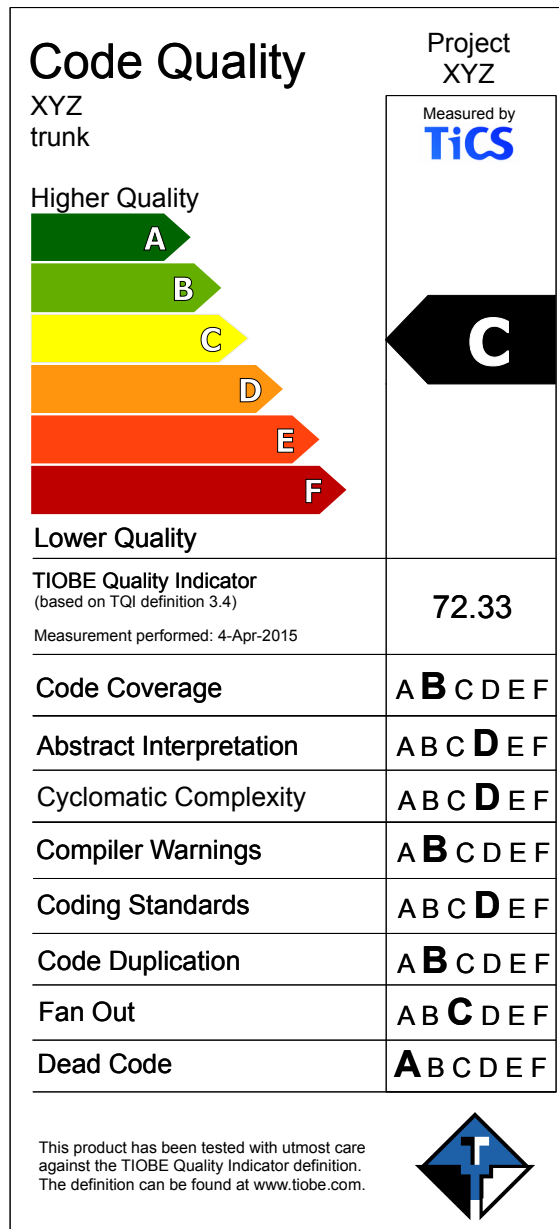 Code Quality
XYZ
trunk
Project
XYZ
Measured by
TiCS
Higher Quality
A
B
C
D
E
F
C
Lower Quality
TIOBE Quality Indicator
(based on TQI definition 3.4)
Measurement performed: 4-Apr-2015
72.33
Code Coverage A B C D E F
Abstract Interpretation A B C D E F
Cyclomatic Complexity A B C D E F
Compiler Warnings A B C D E F
Coding Standards A B C D E F
Code Duplication A B C D E F
Fan Out A B C D E F
Dead Code A B C D E F
This product has been tested with utmost care
against the TIOBE Quality Indicator definition.
The definition can be found at www.tiobe.com.